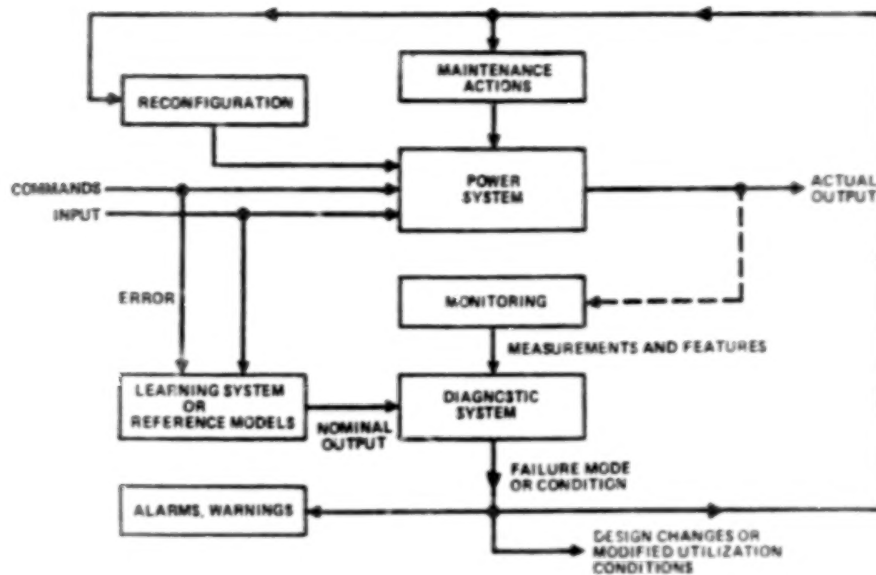 MAINTENANCE
ACTIONS
RECONFIGURATION
COMMANDS
INPUT
POWER
SYSTEM
ACTUAL
OUTPUT
ERROR
MONITORING
MEASUREMENTS AND FEATURES
LEARNING SYSTEM
OR
REFERENCE MODELS
NOMINAL
OUTPUT
DIAGNOSTIC
SYSTEM
FAILURE MODE
OR CONDITION
ALARMS, WARNINGS
DESIGN CHANGES OR
MODIFIED UTILIZATION
CONDITIONS